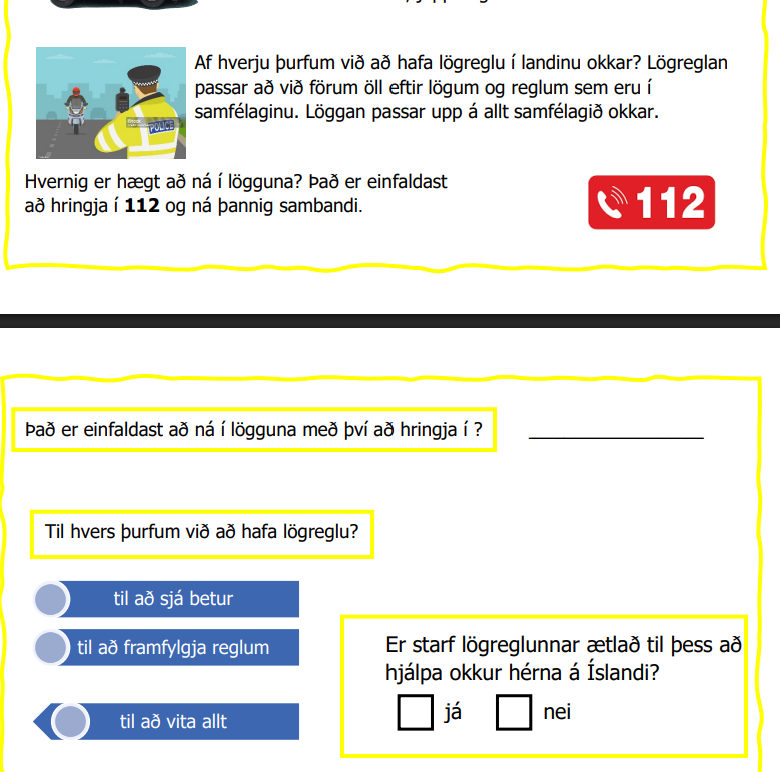 Af hverju þurfum við að hafa lögreglu í landinu okkar? Lögreglan
passar að við förum öll eftir lögum og reglum sem eru í
samfélaginu. Löggan passar upp á allt samfélagið okkar.
POLICE
Hvernig er hægt að ná í lögguna? Það er einfaldast
að hringja í 112 og ná þannig sambandi.
112
Það er einfaldast að ná í lögguna með því að hringja í ?
Til hvers þurfum við að hafa lögreglu?
til að sjá betur
til að framfylgja reglum
til að vita allt
Er starf lögreglunnar ætlað til þess að
hjálpa okkur hérna á Íslandi?
já
nei